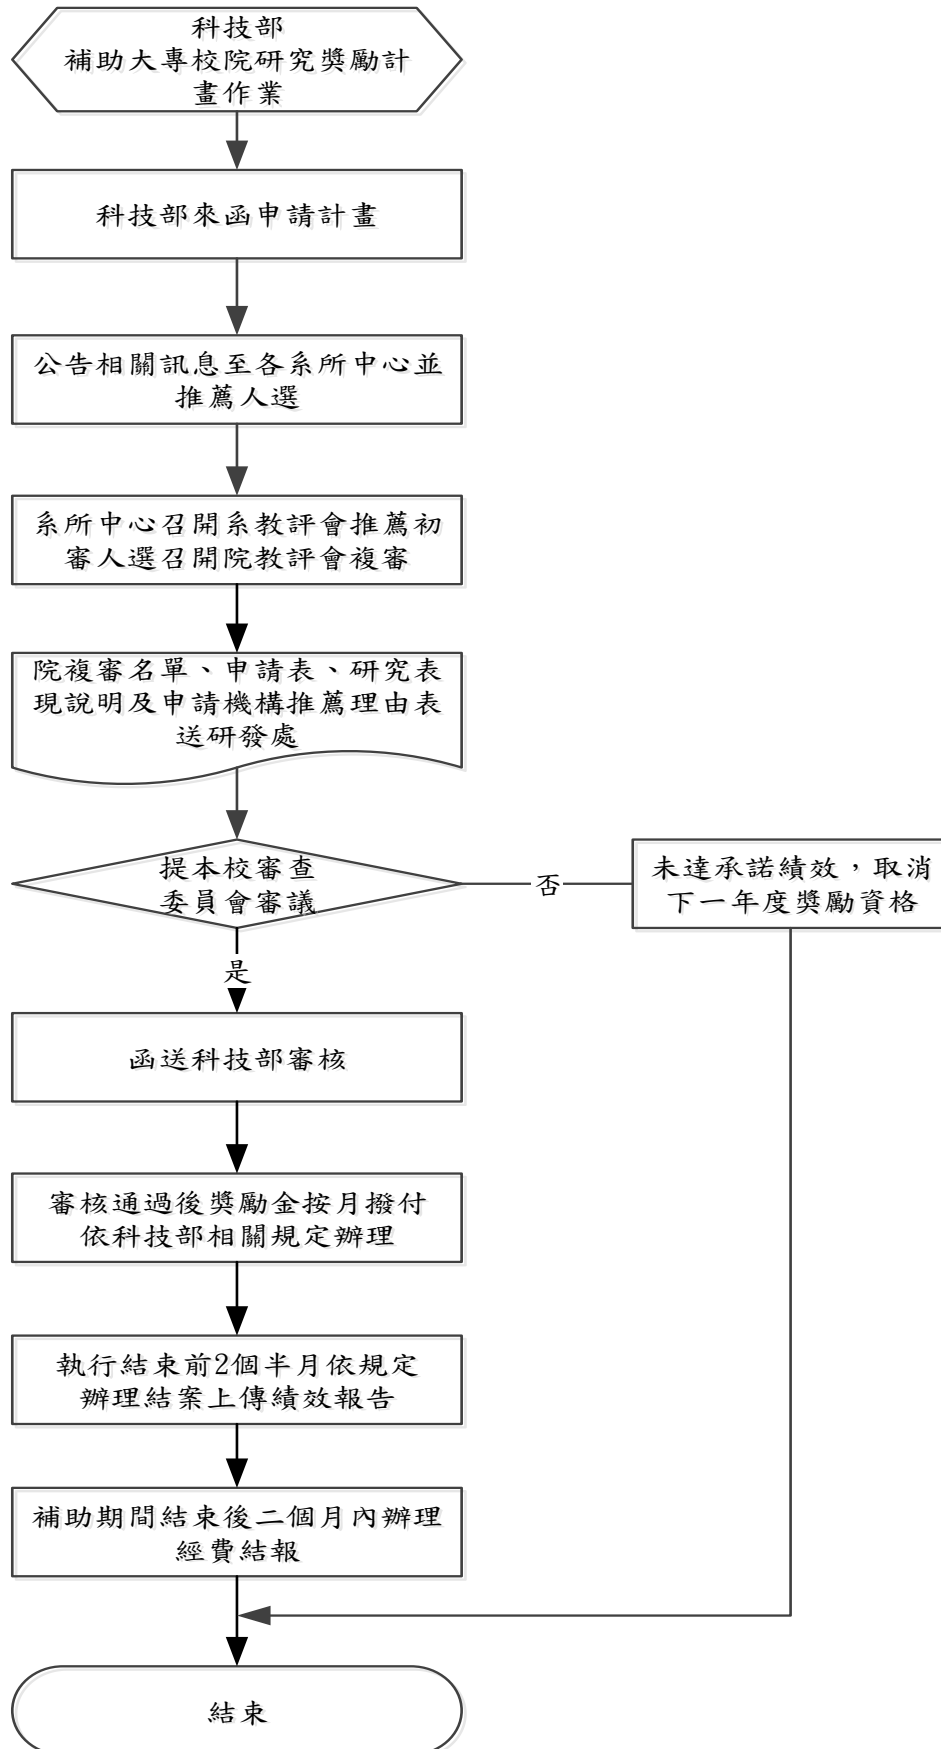 科技部
補助大專校院研究獎勵計
畫作業
科技部來函申請計畫
公告相關訊息至各系所中心並
推薦人選
系所中心召開系教評會推薦初
審人選召開院教評會複審
院複審名單、申請表、研究表
現說明及申請機構推薦理由表
送研發處
提本校審查
委員會審議
否
未達承諾績效，取消
下一年度獎勵資格
是
函送科技部審核
審核通過後獎勵金按月撥付
依科技部相關規定辦理
執行結束前2個半月依規定
辦理結案上傳績效報告
補助期間結束後二個月內辦理
經費結報
結束